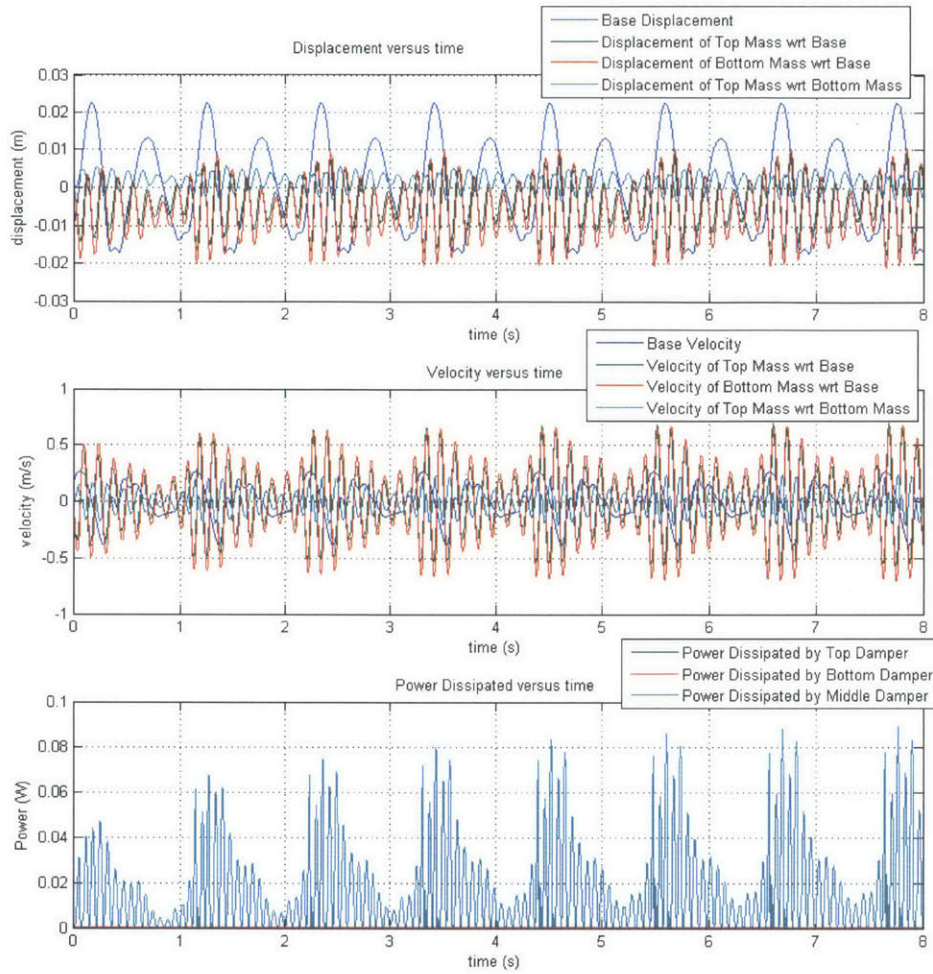 Displacement versus time
Base Displacement
Displacement of Top Mass wrt Base
Displacement of Bottom Mass wrt Base
Displacement of Top Mass wrt Bottom Mass
displacement (m)
0.03
0.02
0.01
0
-0.01
-0.02
-0.03
0 1 2 3 4 5 6 7 8
time (s)
Velocity versus time
Base Velocity
Velocity of Top Mass wrt Base
Velocity of Bottom Mass wrt Base
Velocity of Top Mass wrt Bottom Mass
velocity (m/s)
1
0.5
0
-0.5
-1
0 1 2 3 4 5 6 7 8
time (s)
Power Dissipated versus time
Power Dissipated by Top Damper
Power Dissipated by Bottom Damper
Power Dissipated by Middle Damper
Power (W)
0.1
0.08
0.06
0.04
0.02
0
0 1 2 3 4 5 6 7 8
time (s)